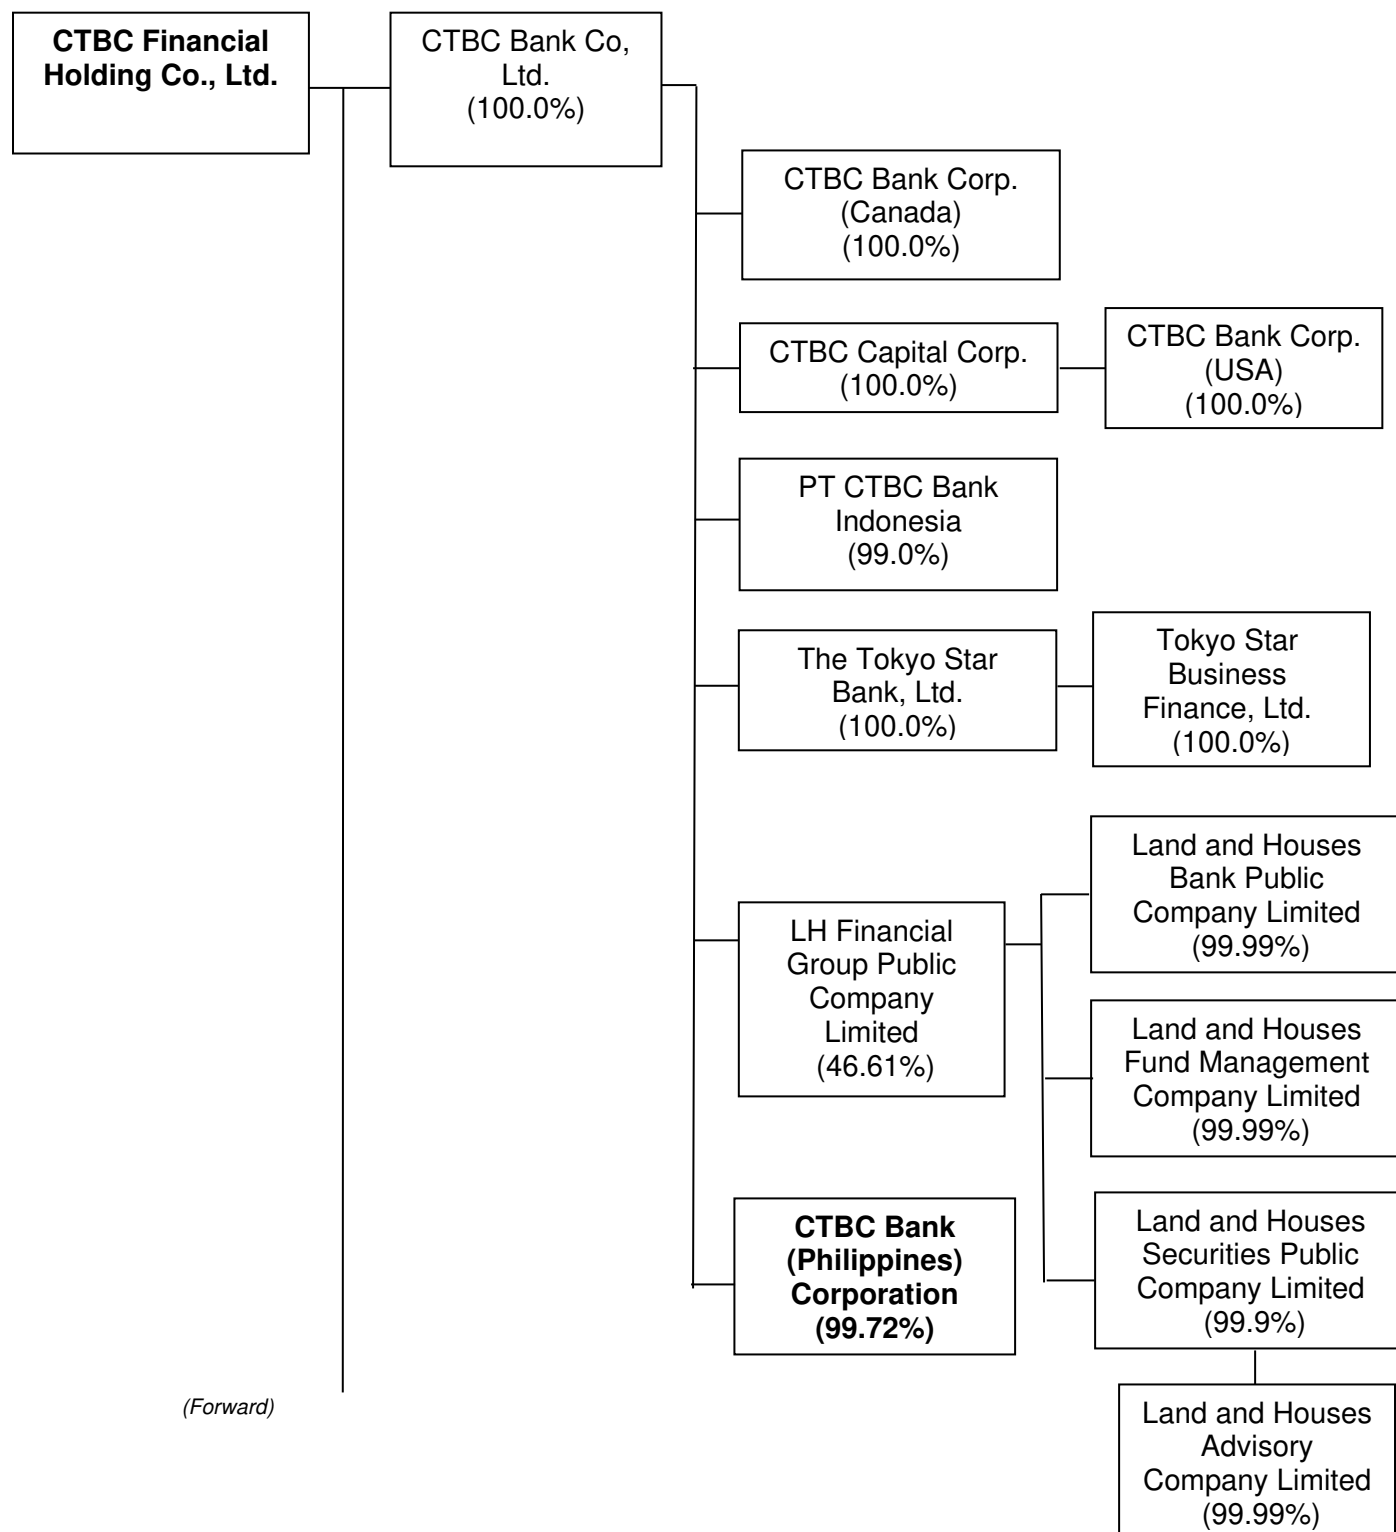 CTBC Financial
Holding Co., Ltd.
CTBC Bank Co,
Ltd.
(100.0%)
CTBC Bank Corp.
(Canada)
(100.0%)
CTBC Capital Corp.
(100.0%)
CTBC Bank Corp.
(USA)
(100.0%)
PT CTBC Bank
Indonesia
(99.0%)
The Tokyo Star
Bank, Ltd.
(100.0%)
Tokyo Star
Business
Finance, Ltd.
(100.0%)
LH Financial
Group Public
Company
Limited
(46.61%)
Land and Houses
Bank Public
Company Limited
(99.99%)
Land and Houses
Fund Management
Company Limited
(99.99%)
CTBC Bank
(Philippines)
Corporation
(99.72%)
Land and Houses
Securities Public
Company Limited
(99.9%)
Land and Houses
Advisory
Company Limited
(99.99%)
(Forward)